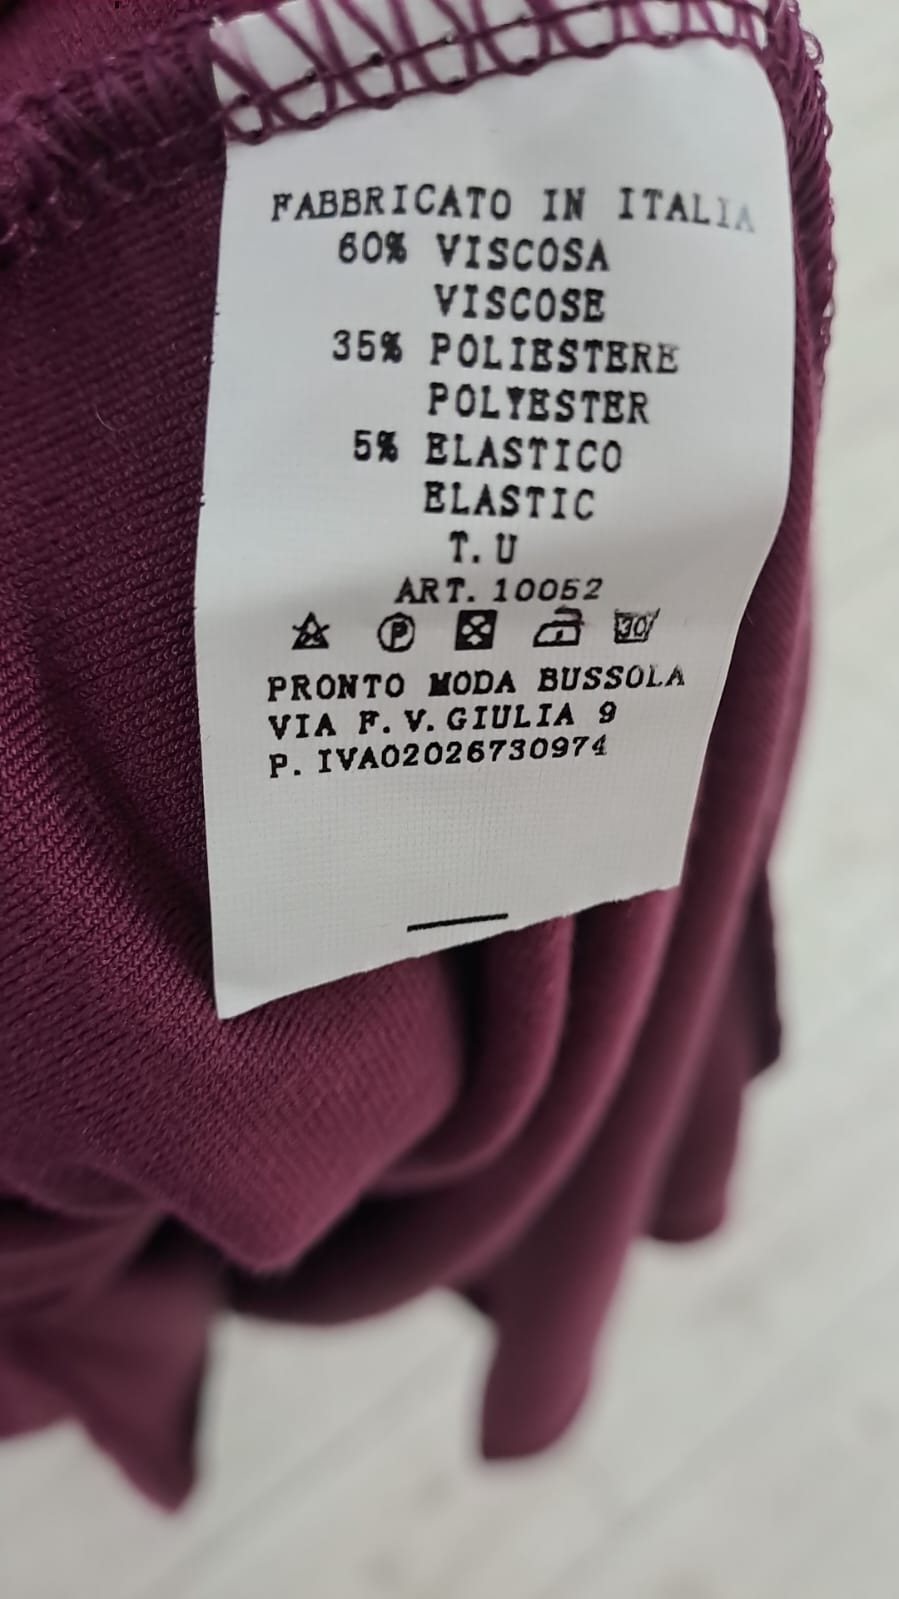 FABBRICATO IN ITALIA
60% VISCOSA
VISCOSE
35% POLIESTERE
POLYESTER
5% ELASTICO
ELASTIC
T.U
ART. 10052
P 30
PRONTO MODA BUSSOLA
VIA F.V.GIULIA 9
P. IVA02026730974